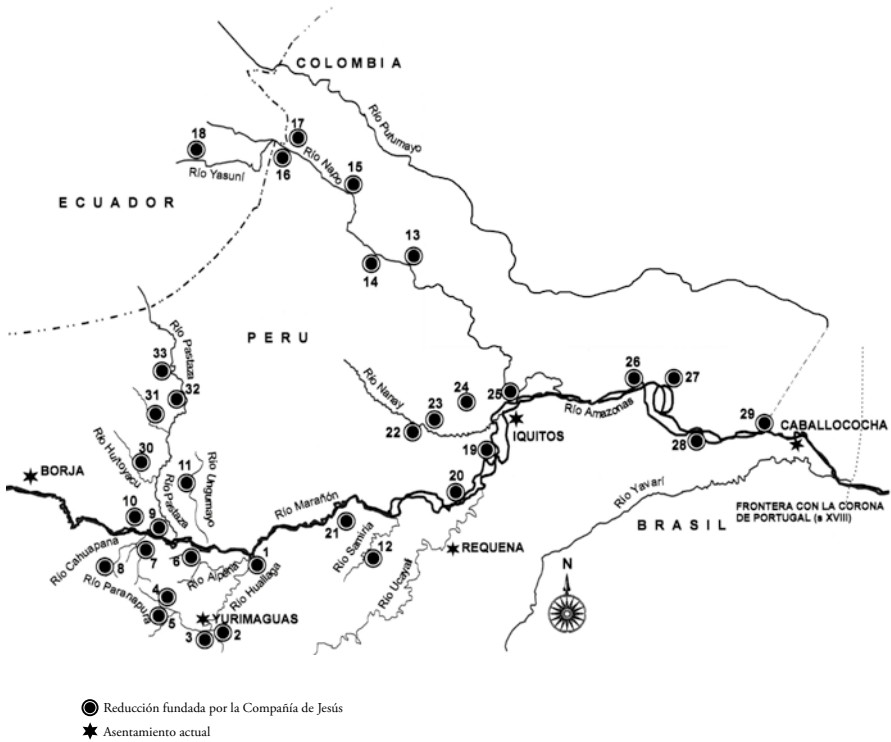 COLOMBIA
Río Putumayo
17
18
Río Napo
16
Río Yasuní
15
ECUADOR
13
14
PERU
Río Pastaza
33
32
31
26
27
Río Nanay
24
25
23
22
Río Amazonas
29
CABALLOCOCHA
IQUITOS
28
19
30
Río Huitoyacu
11
Río Ungumayo
BORJA
20
Río Yavarí
Río Marañón
10
Río Pastaza
9
21
FRONTERA CON LA CORONA
DE PORTUGAL (s XVIII)
BRASIL
Río Samiria
REQUENA
Río Cahuapana
7
6
1
12
8
Río Aipena
Río Huallaga
Río Ucayal
Río Paranapura
4
N
5
YURIMAGUAS
3
2
Reducción fundada por la Compañía de Jesús
Asentamiento actual